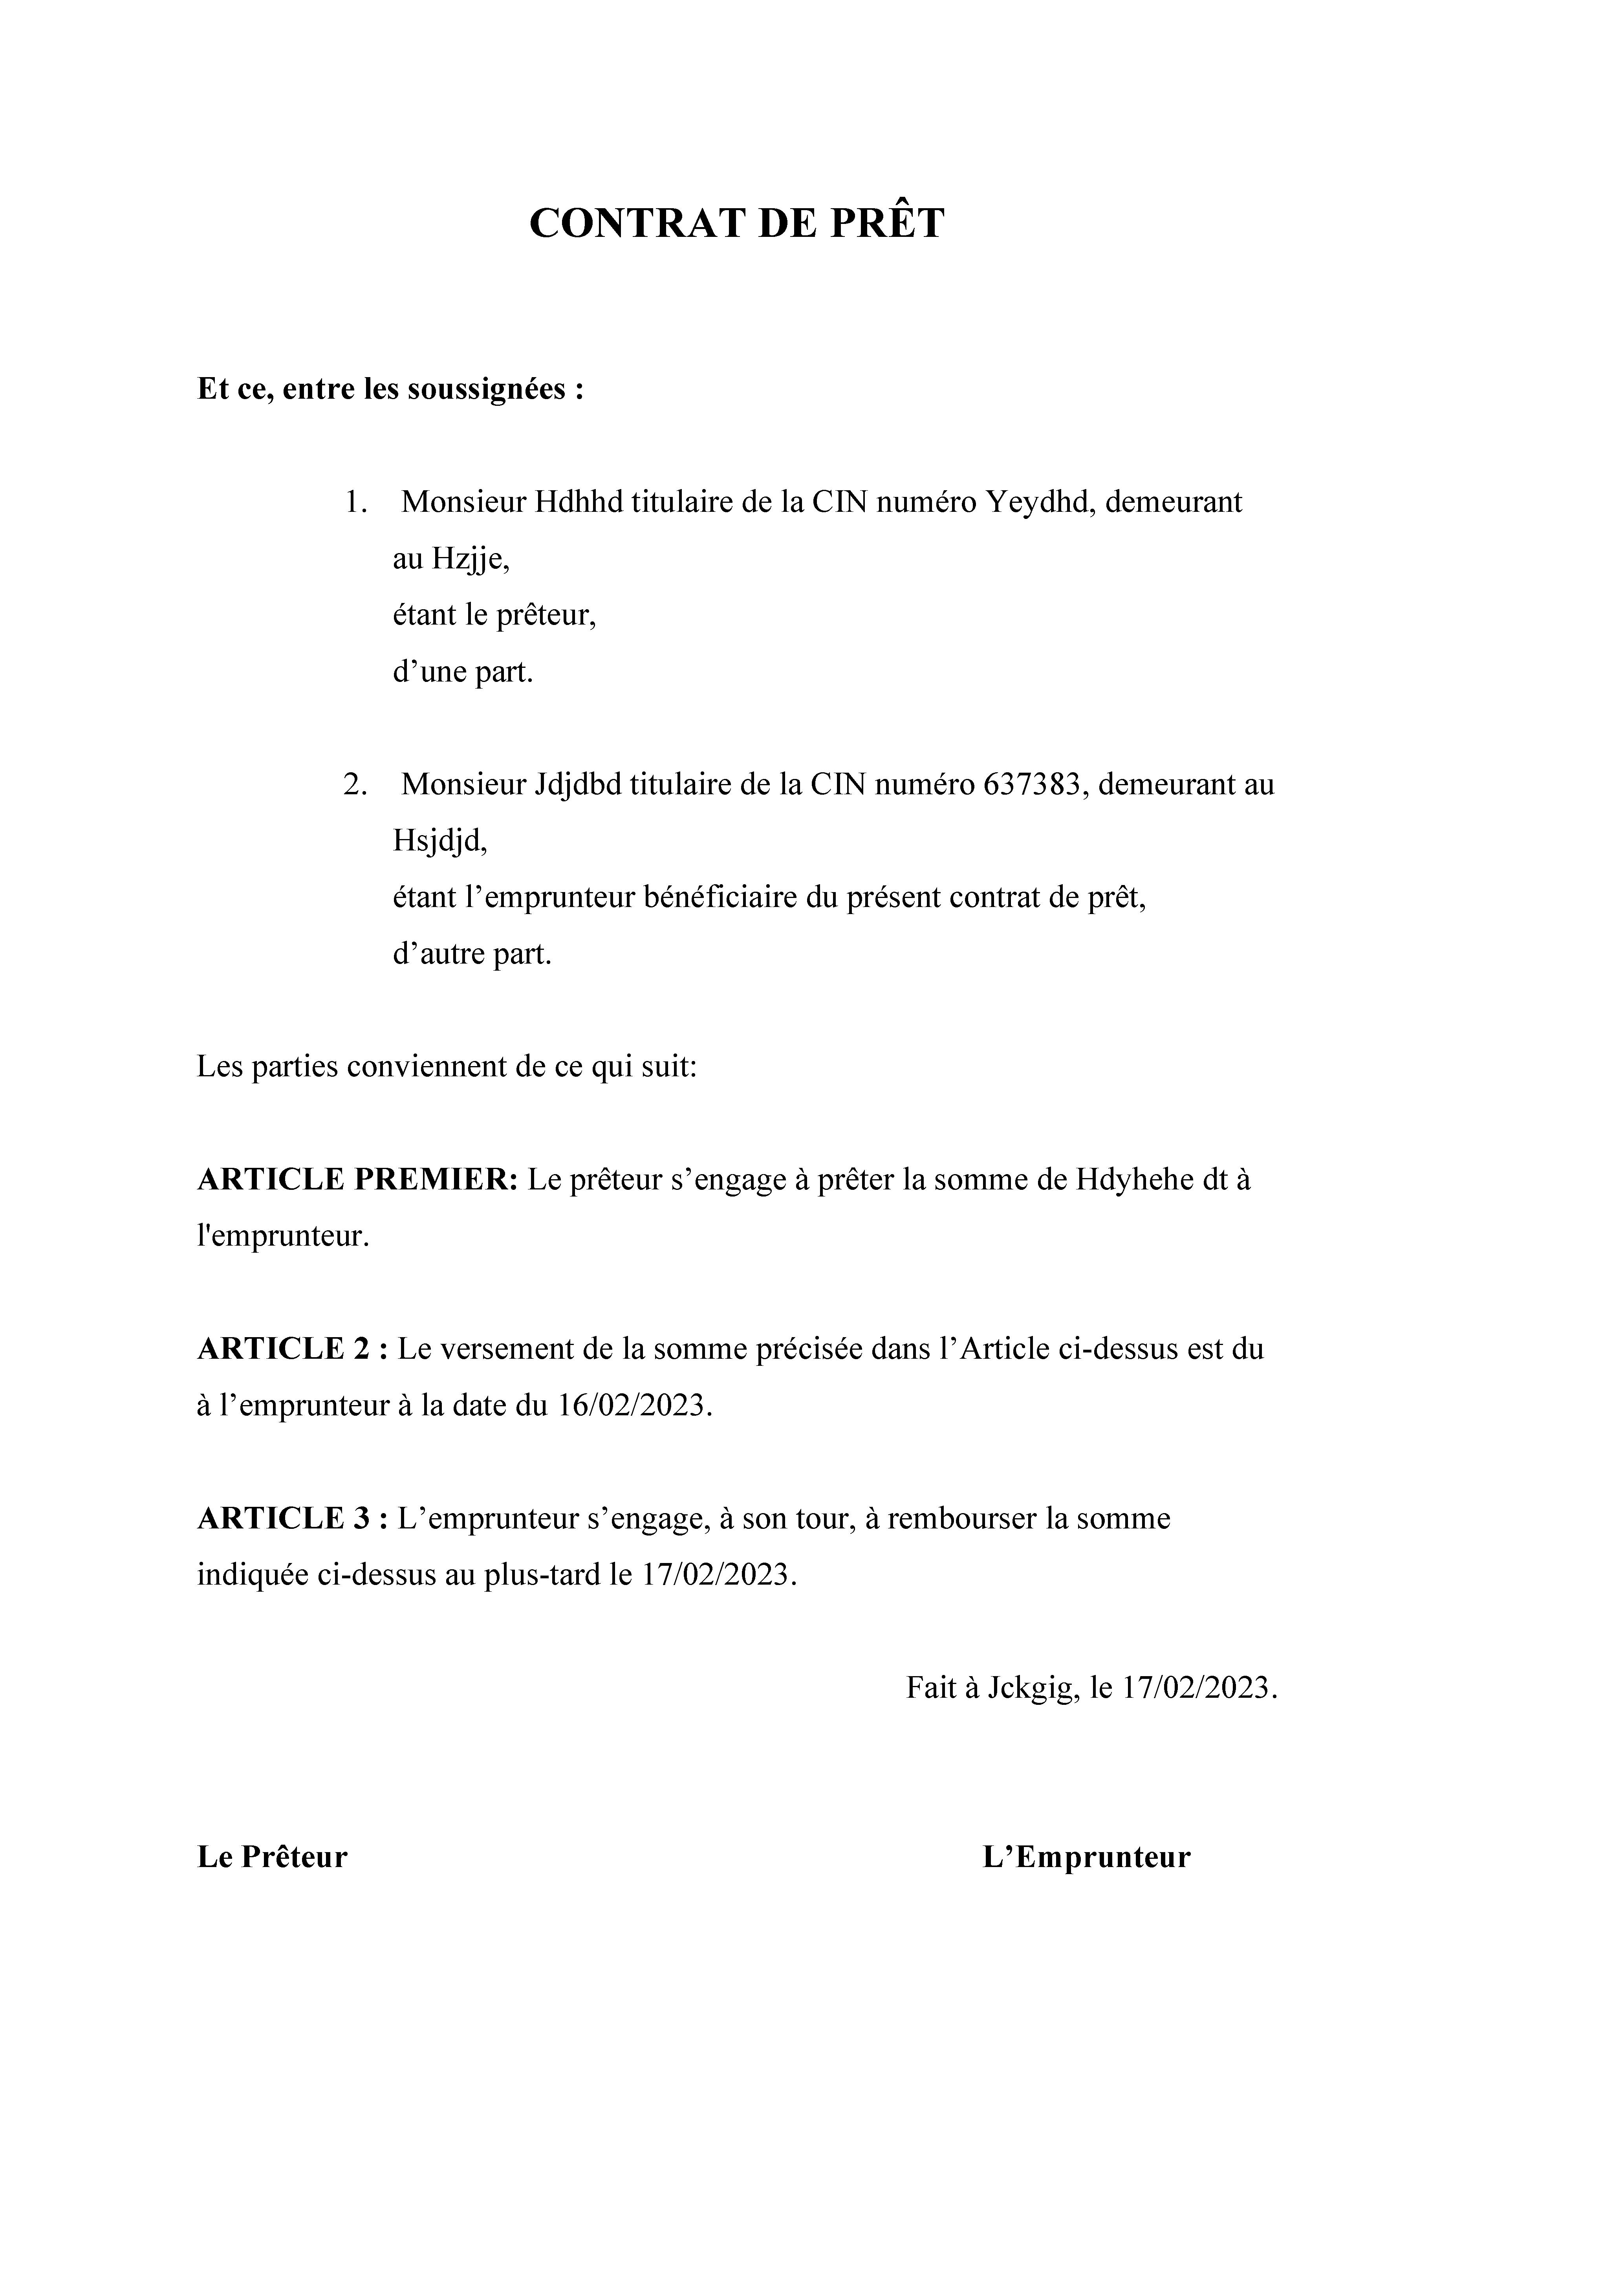 CONTRAT DE PRÊT
Et ce, entre les soussignées :
1. Monsieur Hdhhd titulaire de la CIN numéro Yeydhd, demeurant
au Hzjje,
étant le prêteur,
d’une part.
2. Monsieur Jdjdbd titulaire de la CIN numéro 637383, demeurant au
Hsjdjd,
étant l’emprunteur bénéficiaire du présent contrat de prêt,
d’autre part.
Les parties conviennent de ce qui suit:
ARTICLE PREMIER: Le prêteur s’engage à prêter la somme de Hdyhehe dt à
l'emprunteur.
ARTICLE 2 : Le versement de la somme précisée dans l’Article ci-dessus est du
à l’emprunteur à la date du 16/02/2023.
ARTICLE 3 : L’emprunteur s’engage, à son tour, à rembourser la somme
indiquée ci-dessus au plus-tard le 17/02/2023.
Fait à Jckgig, le 17/02/2023.
Le Prêteur L’Emprunteur